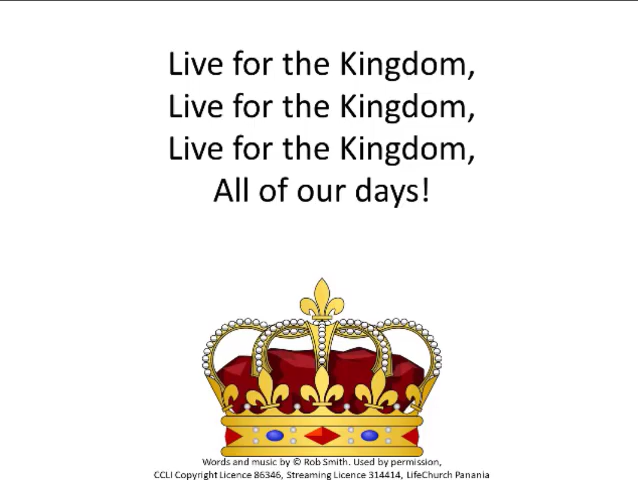 Live for the Kingdom,
Live for the Kingdom,
Live for the Kingdom,
All of our days!
Words and music by © Rob Smith. Used by permission,
CCLI Copyright Licence 86346, Streaming Licence 314414, LifeChurch Panania